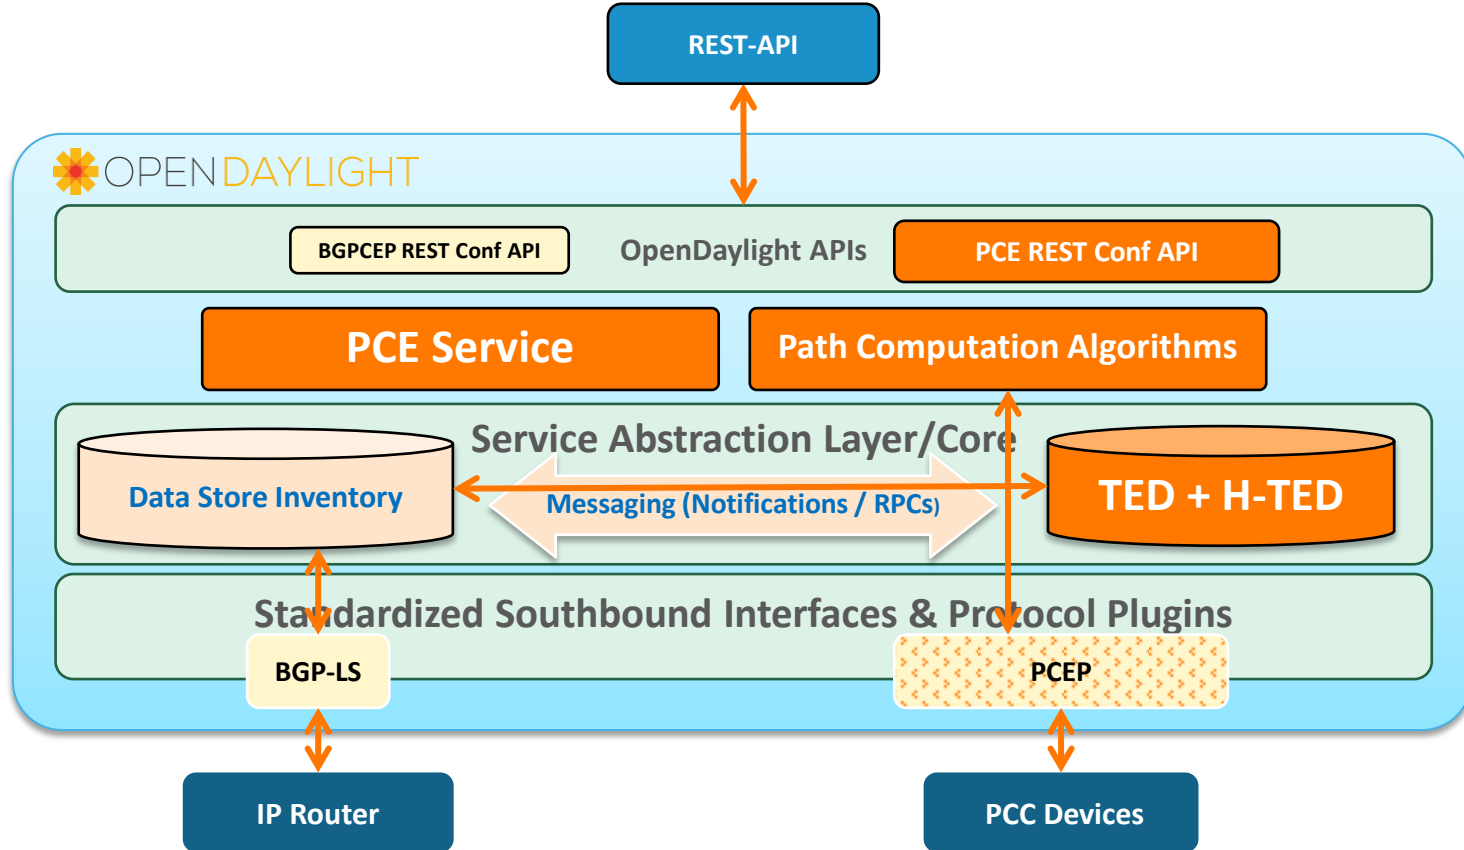 REST-API
OPENDAYLIGHT
BGPCEP REST Conf API
OpenDaylight APIs
PCE REST Conf API
PCE Service
Path Computation Algorithms
Service Abstraction Layer/Core
Data Store Inventory
Messaging (Notifications / RPCs)
TED + H-TED
Standardized Southbound Interfaces & Protocol Plugins
BGP-LS
PCEP
IP Router
PCC Devices